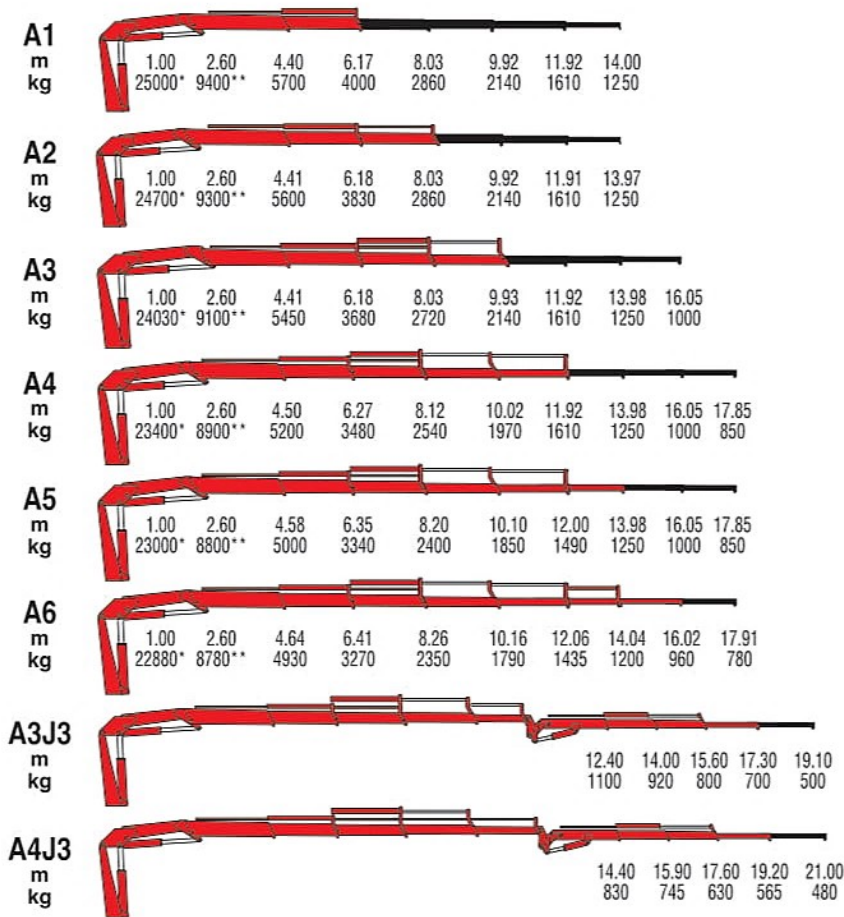 A1
m 1.00 2.60 4.40 6.17 8.03 9.92 11.92 14.00
kg 25000* 9400** 5700 4000 2860 2140 1610 1250
A2
m 1.00 2.60 4.41 6.18 8.03 9.92 11.91 13.97
kg 24700* 9300** 5600 3830 2860 2140 1610 1250
A3
m 1.00 2.60 4.41 6.18 8.03 9.93 11.92 13.98 16.05
kg 24030* 9100** 5450 3680 2720 2140 1610 1250 1000
A4
m 1.00 2.60 4.50 6.27 8.12 10.02 11.92 13.98 16.05 17.85
kg 23400* 8900** 5200 3480 2540 1970 1610 1250 1000 850
A5
m 1.00 2.60 4.58 6.35 8.20 10.10 12.00 13.98 16.05 17.85
kg 23000* 8800** 5000 3340 2400 1850 1490 1250 1000 850
A6
m 1.00 2.60 4.64 6.41 8.26 10.16 12.06 14.04 16.02 17.91
kg 22880* 8780** 4930 3270 2350 1790 1435 1200 960 780
A3J3
m 12.40 14.00 15.60 17.30 19.10
kg 1100 920 800 700 500
A4J3
m 14.40 15.90 17.60 19.20 21.00
kg 830 745 630 565 480